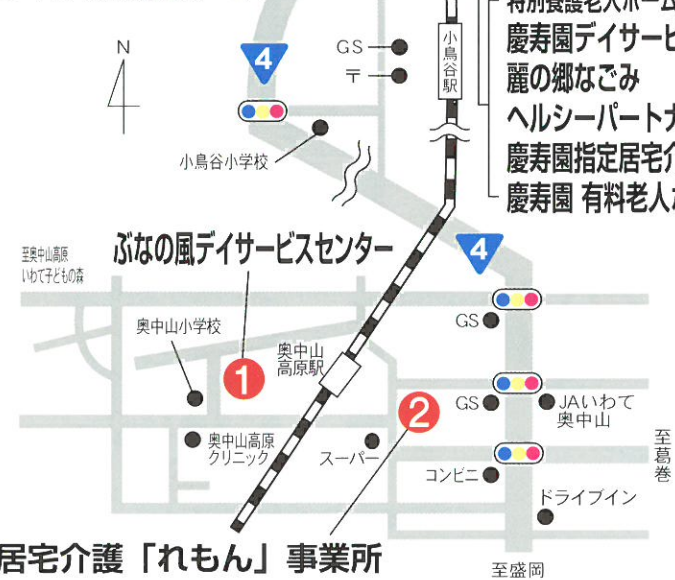 特別養護老人ホーム
慶寿園デイサービ
麗の郷なごみ
ヘルシーパートナ
慶寿園指定居宅介
慶寿園 有料老人ホ
N
4
GS
〒
小鳥谷駅
小鳥谷小学校
4
至奥中山高原
いわて子どもの森
ぶなの風デイサービスセンター
GS
奥中山小学校
奥中山
高原駅
1
2
GS
JAいわて
奥中山
奥中山高原
クリニック
スーパー
コンビニ
至葛巻
ドライブイン
居宅介護「れもん」事業所
至盛岡